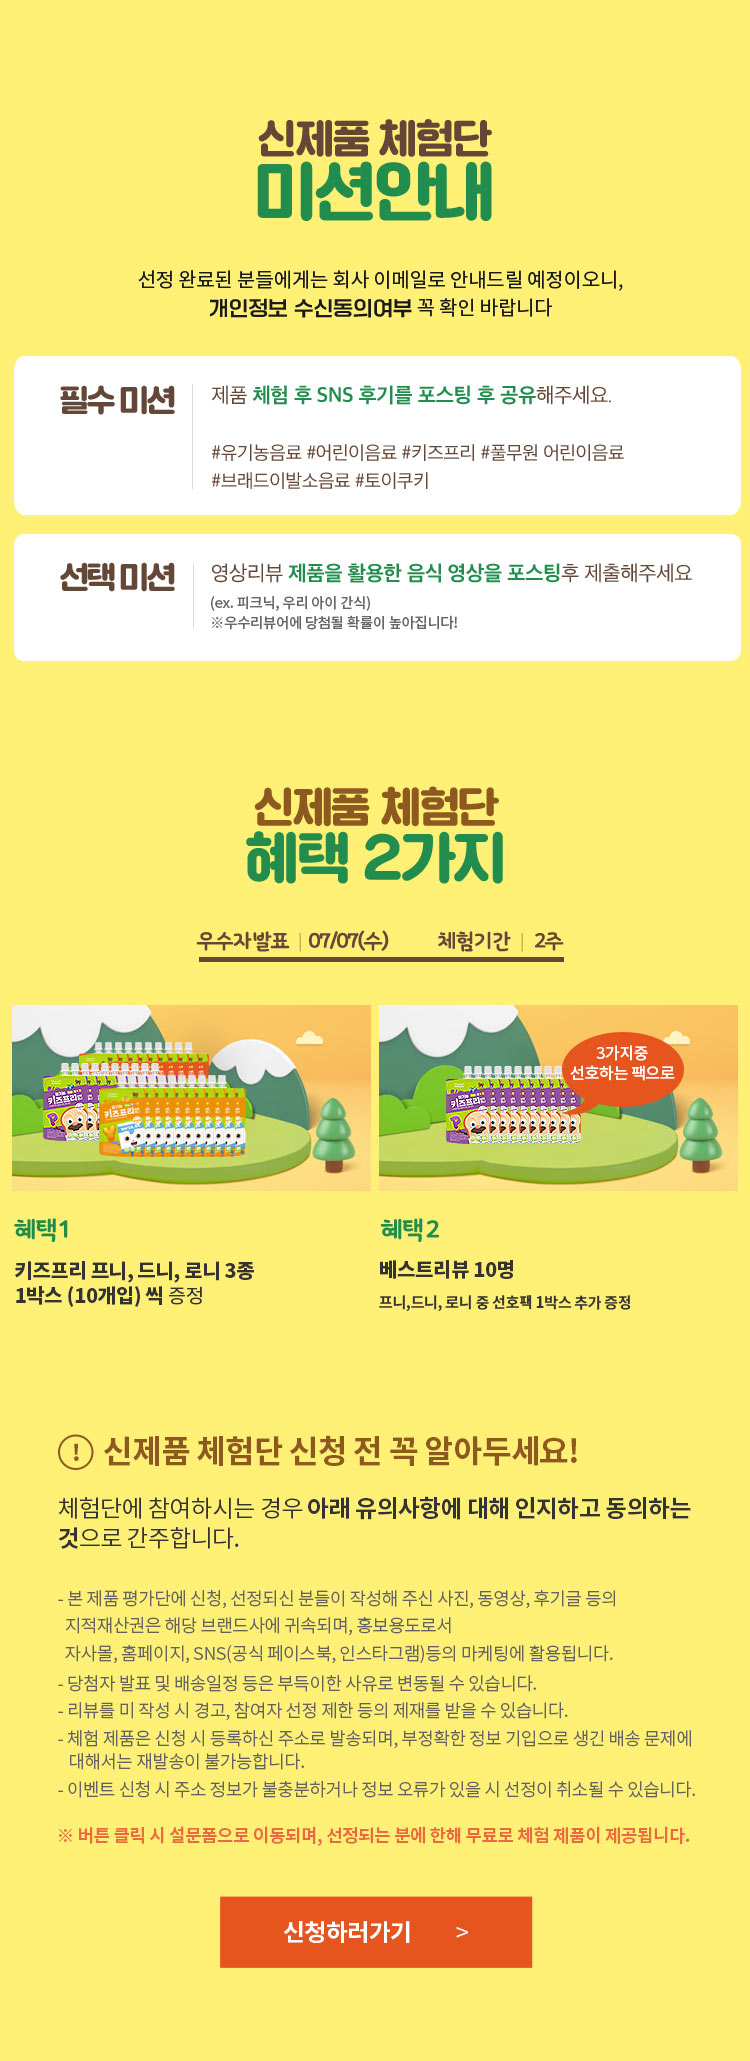 신제품 체험단
미션안내
선정 완료된 분들에게는 회사 이메일로 안내드릴 예정이오니,
개인정보 수신동의여부 꼭 확인 바랍니다
필수 미션
제품 체험 후 SNS 후기를 포스팅 후 공유해주세요.
#유기농음료 #어린이음료 #키즈프리 #풀무원 어린이음료
#브래드이발소음료 #토이쿠키
선택 미션
영상리뷰 제품을 활용한 음식 영상을 포스팅후 제출해주세요
(ex. 피크닉, 우리 아이 간식)
※우수리뷰어에 당첨될 확률이 높아집니다!
신제품 체험단
혜택 2가지
우수자발표 | 07/07(수) 체험기간 | 2주
키즈프리
키즈프리
3가지중
선호하는 팩으로
키즈프리
혜택1
키즈프리 프니, 드니, 로니 3종
1박스 (10개입) 씩 증정
혜택2
베스트리뷰 10명
프니,드니, 로니 중 선호팩 1박스 추가 증정
! 신제품 체험단 신청 전 꼭 알아두세요!
체험단에 참여하시는 경우 아래 유의사항에 대해 인지하고 동의하는
것으로 간주합니다.
- 본 제품 평가단에 신청, 선정되신 분들이 작성해 주신 사진, 동영상, 후기글 등의
지적재산권은 해당 브랜드사에 귀속되며, 홍보용도로서
자사몰, 홈페이지, SNS(공식 페이스북, 인스타그램)등의 마케팅에 활용됩니다.
- 당첨자 발표 및 배송일정 등은 부득이한 사유로 변동될 수 있습니다.
- 리뷰를 미 작성 시 경고, 참여자 선정 제한 등의 제재를 받을 수 있습니다.
- 체험 제품은 신청 시 등록하신 주소로 발송되며, 부정확한 정보 기입으로 생긴 배송 문제에
대해서는 재발송이 불가능합니다.
- 이벤트 신청 시 주소 정보가 불충분하거나 정보 오류가 있을 시 선정이 취소될 수 있습니다.
※ 버튼 클릭 시 설문폼으로 이동되며, 선정되는 분에 한해 무료로 체험 제품이 제공됩니다.
신청하러가기 >